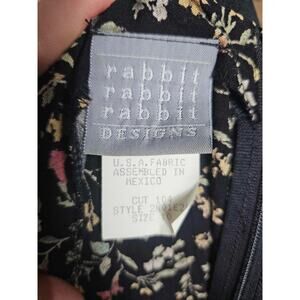 rabbit
rabbit
rabbit
DESIGNS
U.S.A. FABRIC
ASSEMBLED IN
MEXICO
CUT
STYLE
SIZE